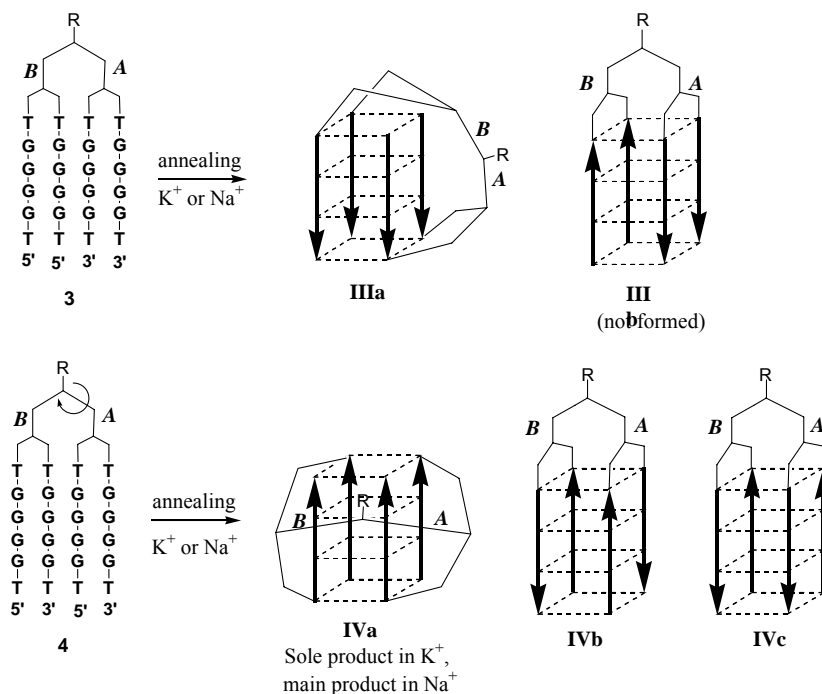 R
B
A
T-G-G-G-G-T 5'
T-G-G-G-G-T 5'
T-G-G-G-G-T 3'
T-G-G-G-G-T 3'
3
annealing
K+ or Na+
B
R
A
IIIa
R
B
A
III
b
(not formed)
R
B
A
T-G-G-G-G-T 5'
T-G-G-G-G-T 3'
T-G-G-G-G-T 5'
T-G-G-G-G-T 3'
4
annealing
K+ or Na+
R
B
A
IVa
Sole product in K+,
main product in Na+
R
B
A
IVb
R
B
A
IVc